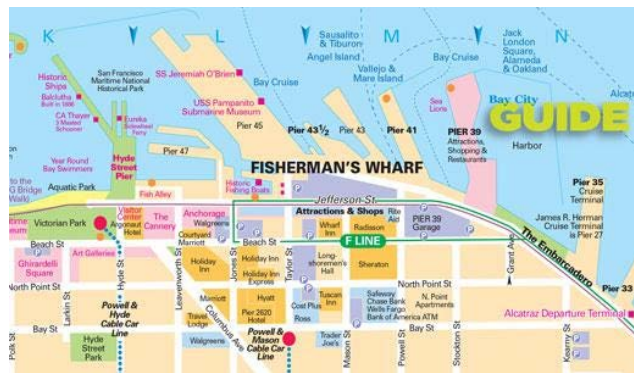 K
L
M
N
Sausalito
& Tiburon
Angel Island
Vallejo &
Mare Island
Jack
London
Square,
Alameda
& Oakland
Bay Cruise
Bay Cruise
Historic
Ships
Balclutha
Built in 1886
CA Thayer
3 Masted
Schooner
San Francisco
Maritime National
Historical Park
Eureka
SS Jeremiah O'Brien
USS Pampanito
Submarine Museum
Pier 45
Pier 43 1/2
Pier 43
Pier 41
Sea
Lions
Bay City
GUIDE
PIER 39
Attractions,
Shopping &
Restaurants
Harbor
Pier 35
Cruise
Terminal
James R. Herman
Cruise Terminal
is Pier 27
Pier 33
Alcatraz Departure Terminal
Hyde
Street
Pier
Pier 47
Year Round
Bay Swimmers
Aquatic Park
Fish Alley
FISHERMAN'S WHARF
Historic
Fishing Boats
Jefferson St.
Attractions & Shops
Victorian Park
Visitor
Center
Argonaut
Hotel
The
Cannery
Anchorage
Walgreens
Courtyard
Marriott
Wharf
Inn
Radisson
Rite
Aid
PIER 39
Garage
The Embarcadero
Beach St
Beach St
F LINE
Art Galleries
Ghirardelli
Square
Holiday
Inn
Holiday Inn
Holiday Inn
Express
Long-
shoremen's
Hall
Sheraton
North Point St
North Point St
Marriott
Hyatt
Pier 2620
Hotel
Travel
Lodge
Tuscan
Inn
Cost Plus
Ross
Safeway
Chase Bank
Wells Fargo
Bank of America ATM
N. Point
Apartments
Powell &
Hyde
Cable Car
Line
Bay St
Bay St
Hyde
Street
Park
Walgreens
Powell &
Mason
Cable Car
Line
Trader
Joe's
Polk St
Larkin St
Hyde St
Leavenworth St
Columbus Ave
Jones St
Taylor St
Mason St
Powell St
Stockton St
Grant Ave
Kearny St